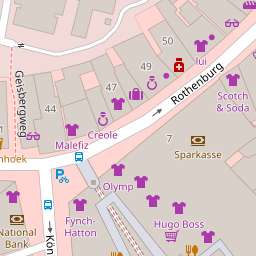 50
lui
Rothenburg
49
Geisbergweg
47
Scotch
& Soda
44
Creole
Malefiz
7
Sparkasse
nhoek
Olymp
Fynch-
Hatton
Hugo Boss
National
Bank
Kön